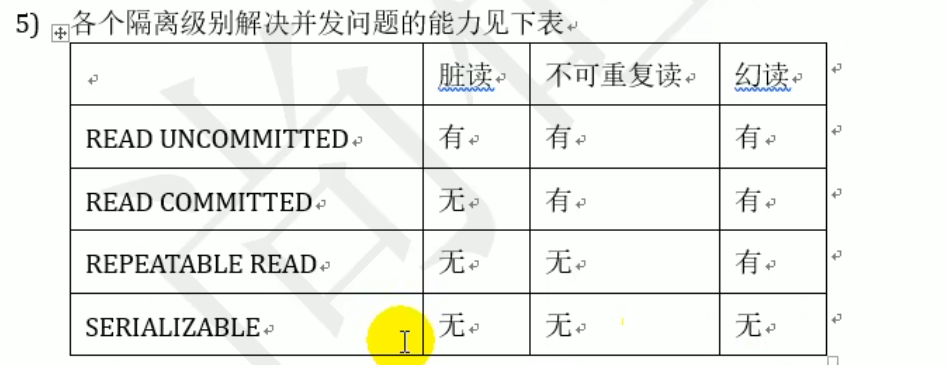 5) 各个隔离级别解决并发问题的能力见下表
脏读 不可重复读 幻读
READ UNCOMMITTED 有 有 有
READ COMMITTED 无 有 有
REPEATABLE READ 无 无 有
SERIALIZABLE 无 无 无